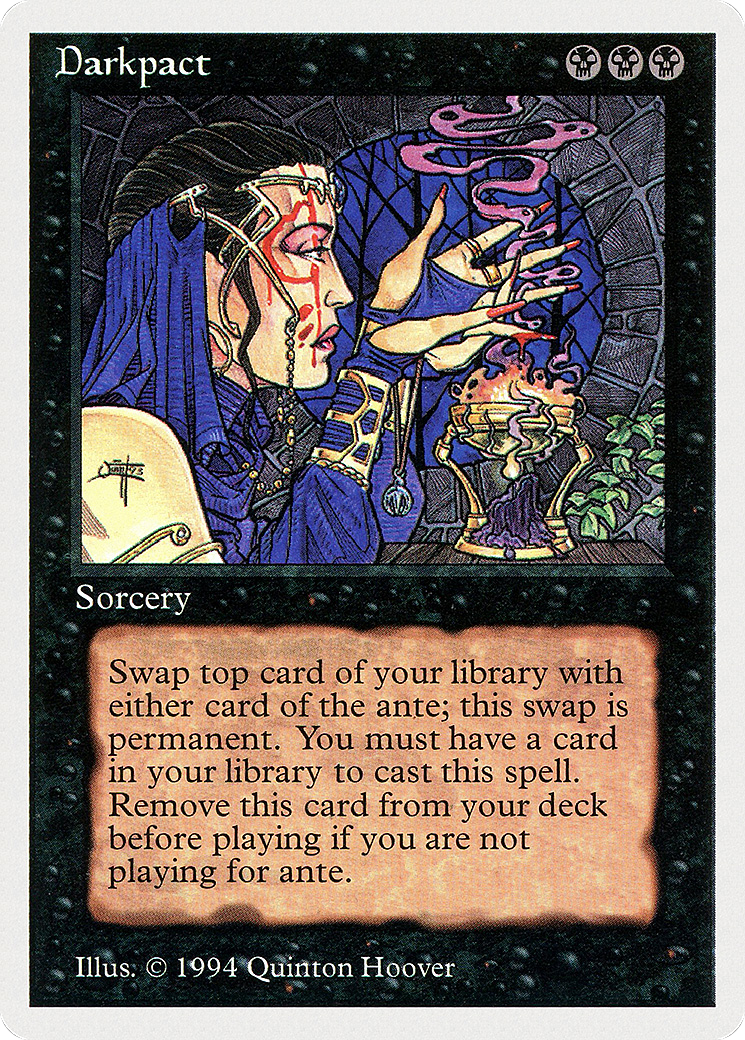 Darkpact
Sorcery
Swap top card of your library with
either card of the ante; this swap is
permanent. You must have a card
in your library to cast this spell.
Remove this card from your deck
before playing if you are not
playing for ante.
Illus. © 1994 Quinton Hoover